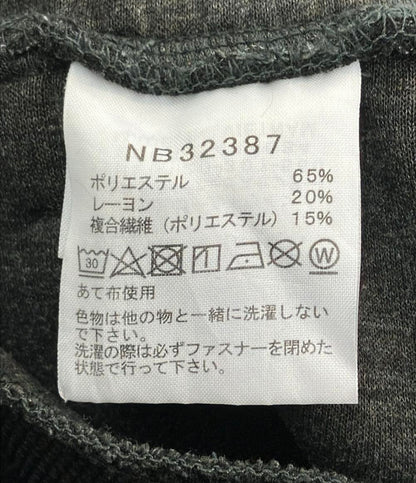 NB32387
ポリエステル 65%
レーヨン 20%
複合繊維（ポリエステル）15%
30 W
あて布使用
色物は他の物と一緒に洗濯しない
で下さい。
洗濯の際は必ずファスナーを閉めた
状態で行って下さい。